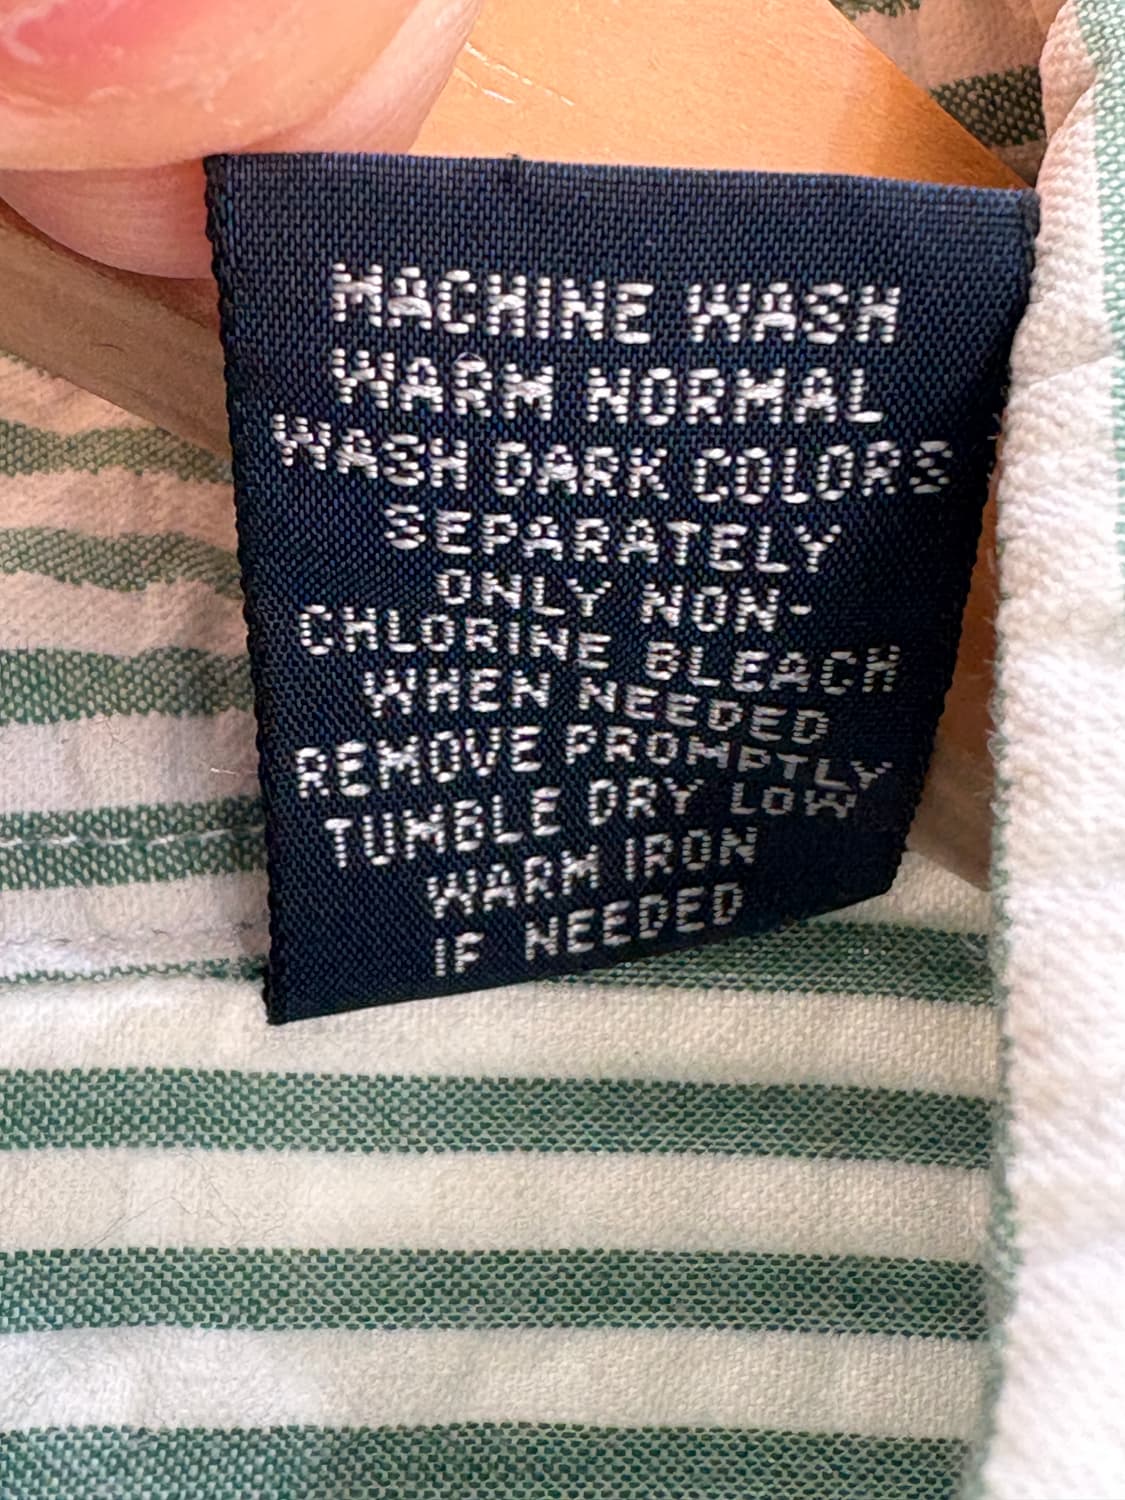 MACHINE WASH
WARM NORMAL
WASH DARK COLORS
SEPARATELY
ONLY NON-
CHLORINE BLEACH
WHEN NEEDED
REMOVE PROMPTLY
TUMBLE DRY LOW
WARM IRON
IF NEEDED